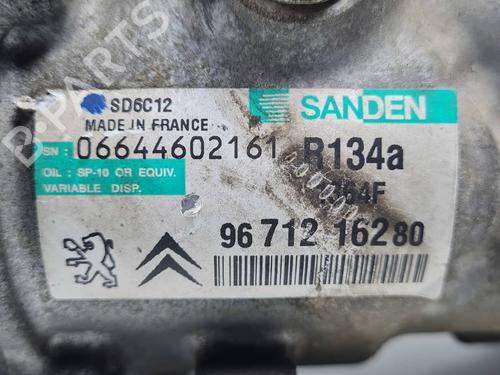 SD6C12
SANDEN
MADE IN FRANCE
SN: 06644602161
R134a
OIL: SP-10 OR EQUIV.
VARIABLE DISP.
96 712 162 80